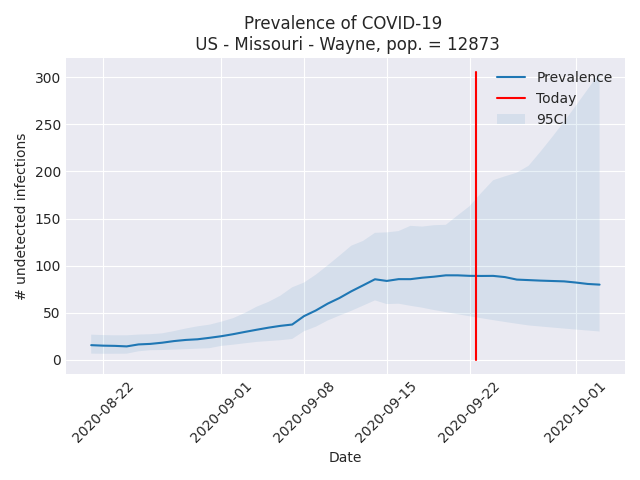 Prevalence of COVID-19
US - Missouri - Wayne, pop. = 12873
Prevalence
Today
95CI
300
250
200
150
100
50
0
# undetected infections
2020-08-22
2020-09-01
2020-09-08
2020-09-15
2020-09-22
2020-10-01
Date